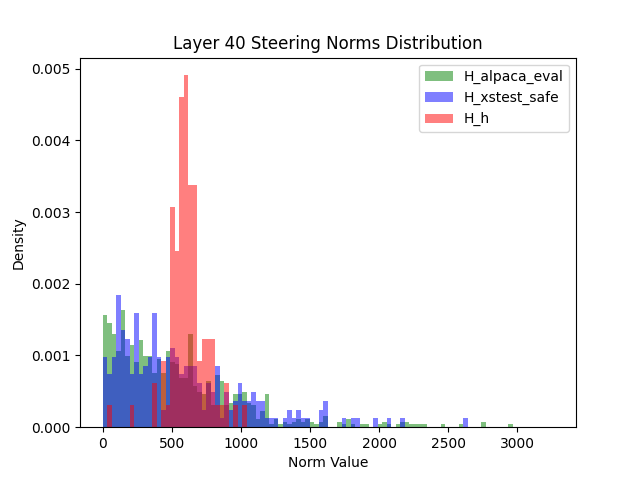 Layer 40 Steering Norms Distribution
H_alpaca_eval
H_xstest_safe
H_h
Density
0.005
0.004
0.003
0.002
0.001
0.000
0 500 1000 1500 2000 2500 3000
Norm Value